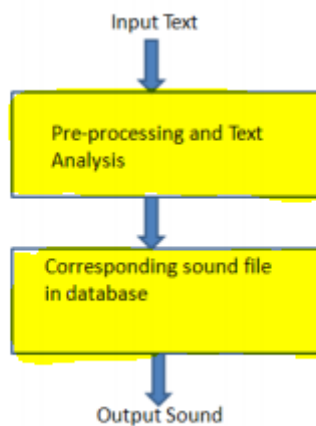 Input Text
Pre-processing and Text
Analysis
Corresponding sound file
in database
Output Sound